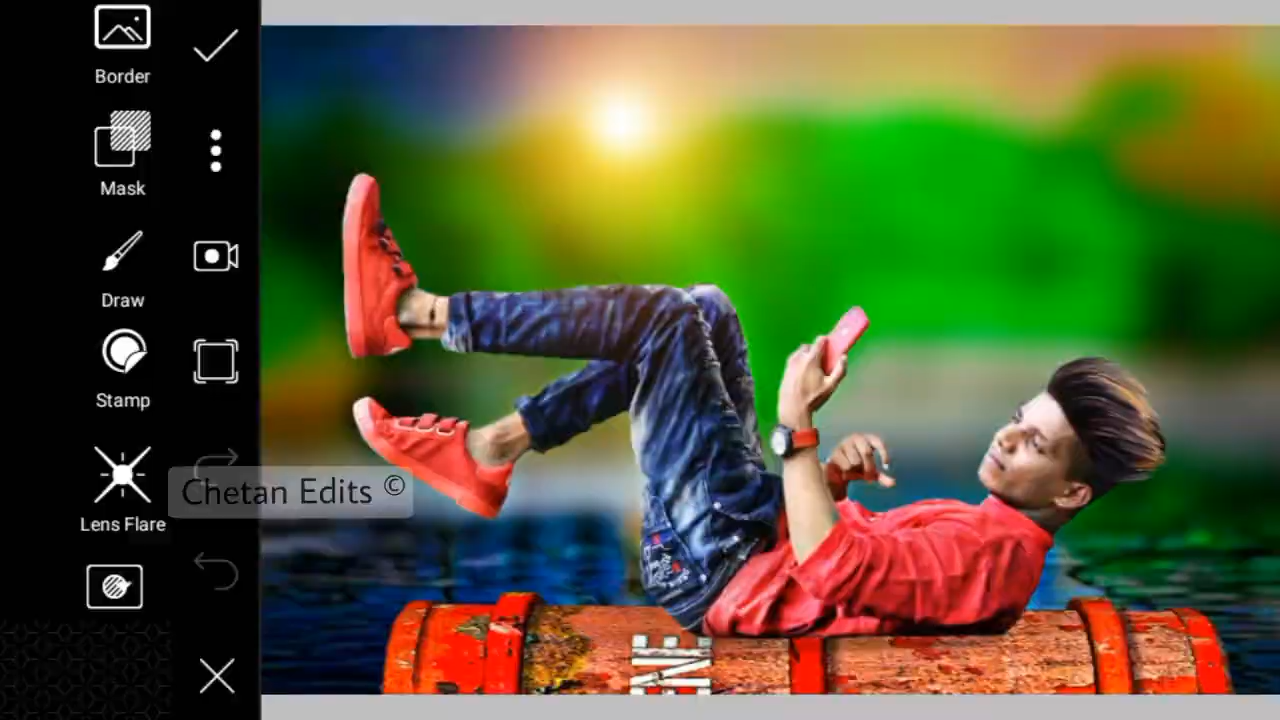 Border
Mask
Draw
Stamp
Chetan Edits ©
Lens Flare